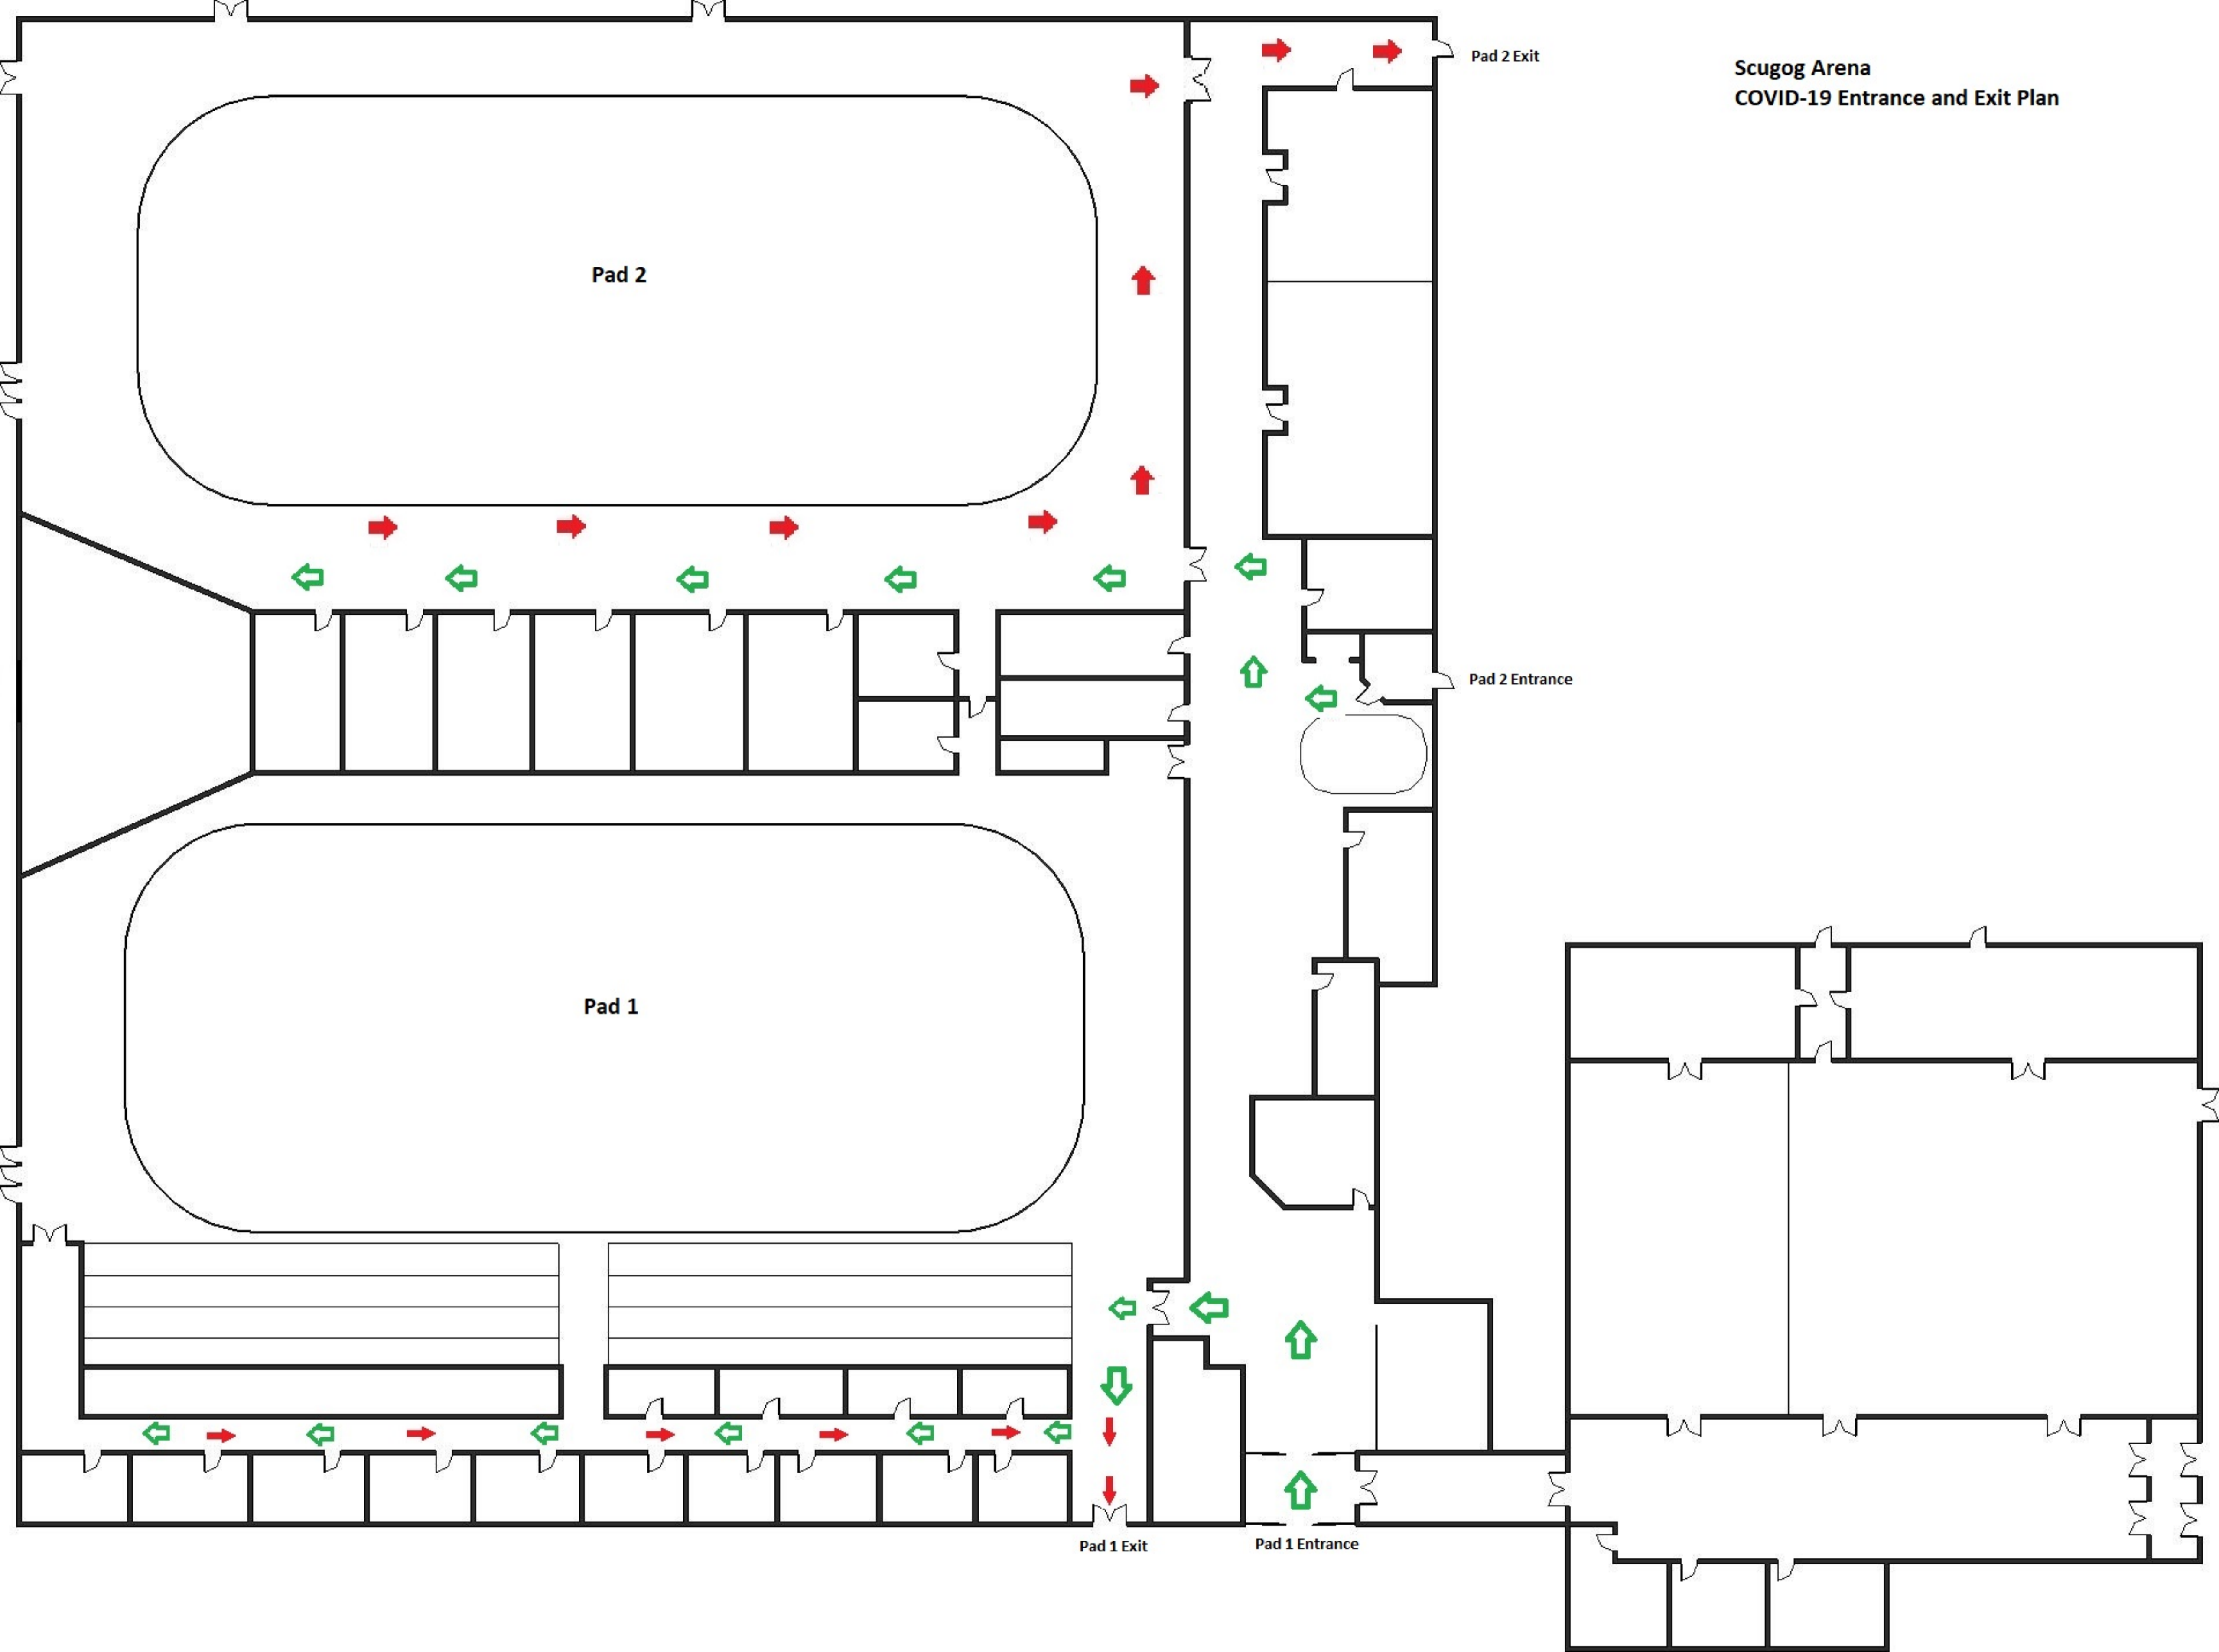 Pad 2 Exit
Scugog Arena
COVID-19 Entrance and Exit Plan
Pad 2
Pad 2 Entrance
Pad 1
Pad 1 Exit
Pad 1 Entrance